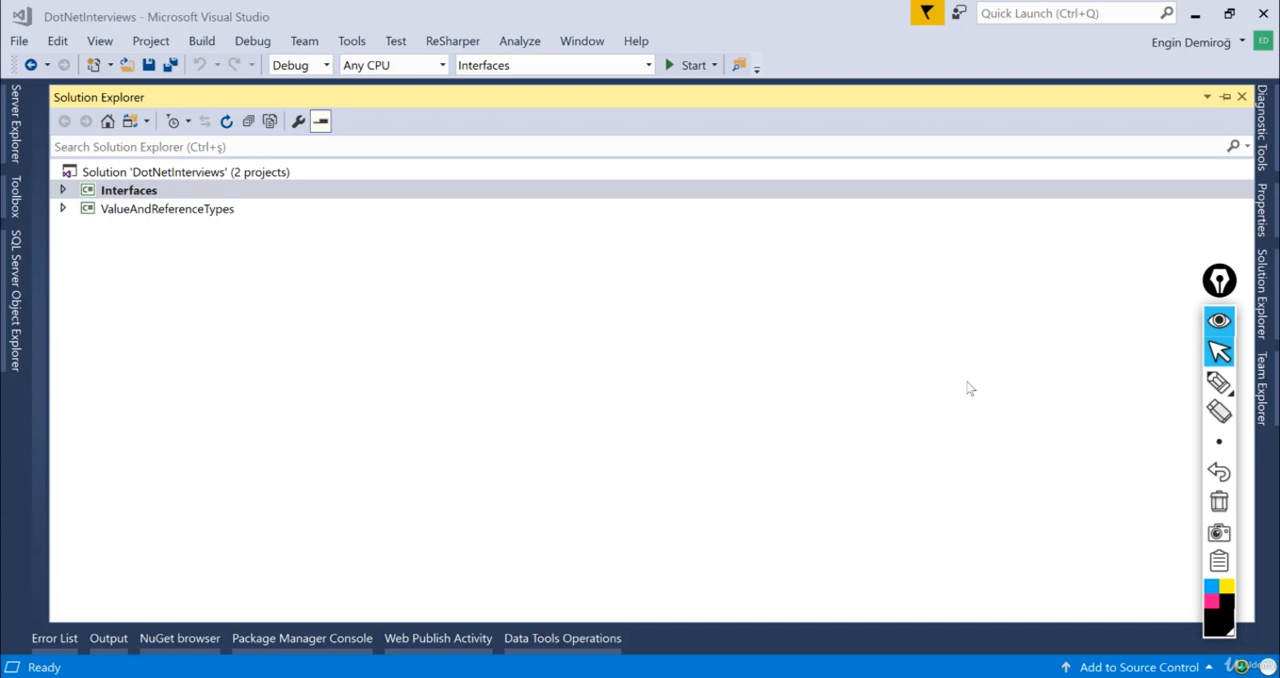 DotNetInterviews - Microsoft Visual Studio
Quick Launch (Ctrl+Q)
File Edit View Project Build Debug Team Tools Test ReSharper Analyze Window Help
Engin Demiroğ
ED
Debug Any CPU Interfaces Start
Server Explorer
Toolbox
SQL Server Object Explorer
Solution Explorer
Search Solution Explorer (Ctrl+ş)
Solution 'DotNetInterviews' (2 projects)
C# Interfaces
C# ValueAndReferenceTypes
Diagnostic Tools
Properties
Solution Explorer
Team Explorer
Error List Output NuGet browser Package Manager Console Web Publish Activity Data Tools Operations
Ready
Add to Source Control